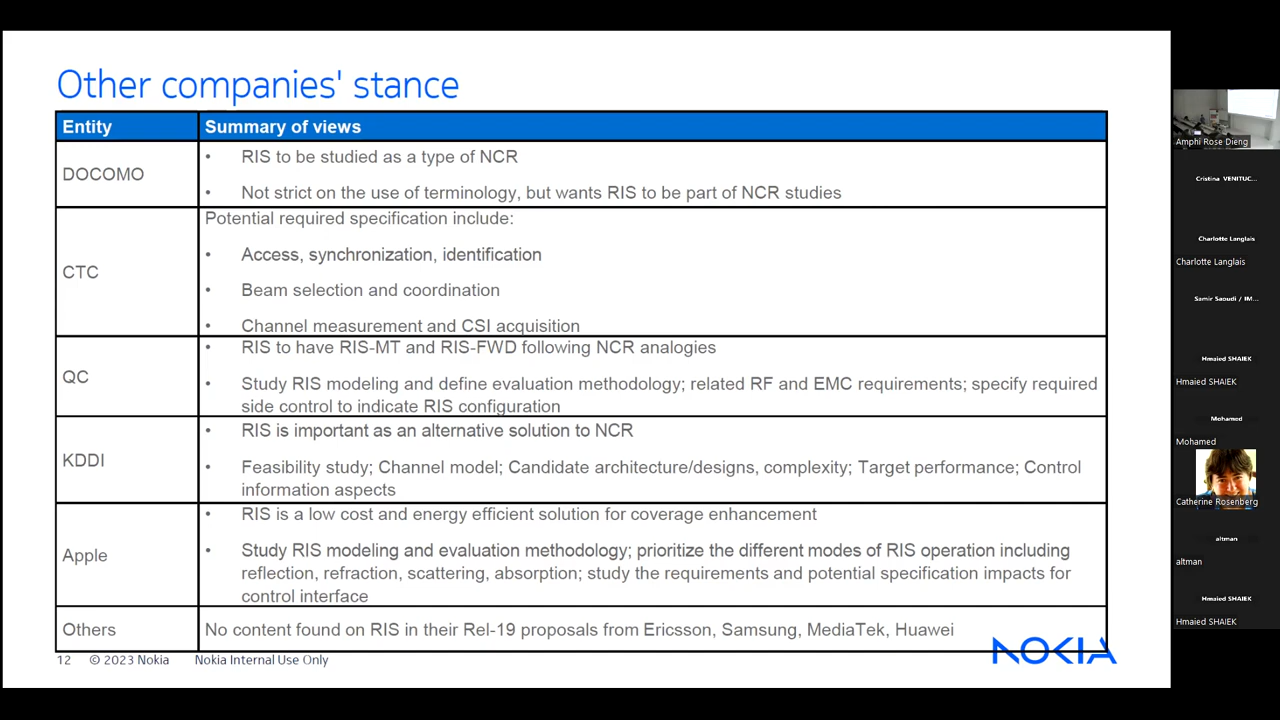 Other companies' stance
Entity
Summary of views
DOCOMO
• RIS to be studied as a type of NCR
• Not strict on the use of terminology, but wants RIS to be part of NCR studies
CTC
Potential required specification include:
• Access, synchronization, identification
• Beam selection and coordination
• Channel measurement and CSI acquisition
QC
• RIS to have RIS-MT and RIS-FWD following NCR analogies
• Study RIS modeling and define evaluation methodology; related RF and EMC requirements; specify required
side control to indicate RIS configuration
KDDI
• RIS is important as an alternative solution to NCR
• Feasibility study; Channel model; Candidate architecture/designs, complexity; Target performance; Control
information aspects
Apple
• RIS is a low cost and energy efficient solution for coverage enhancement
• Study RIS modeling and evaluation methodology; prioritize the different modes of RIS operation including
reflection, refraction, scattering, absorption; study the requirements and potential specification impacts for
control interface
Others
No content found on RIS in their Rel-19 proposals from Ericsson, Samsung, MediaTek, Huawei
12 © 2023 Nokia Nokia Internal Use Only
NOKIA
Amphi Rose Dieng
Cristina VENITUC...
Charlotte Langlais
Charlotte Langlais
Samir Saoudi / IM...
Hmaied SHAIEK
Hmaied SHAIEK
Mohamed
Mohamed
Catherine Rosenberg
altman
altman
Hmaied SHAIEK
Hmaied SHAIEK